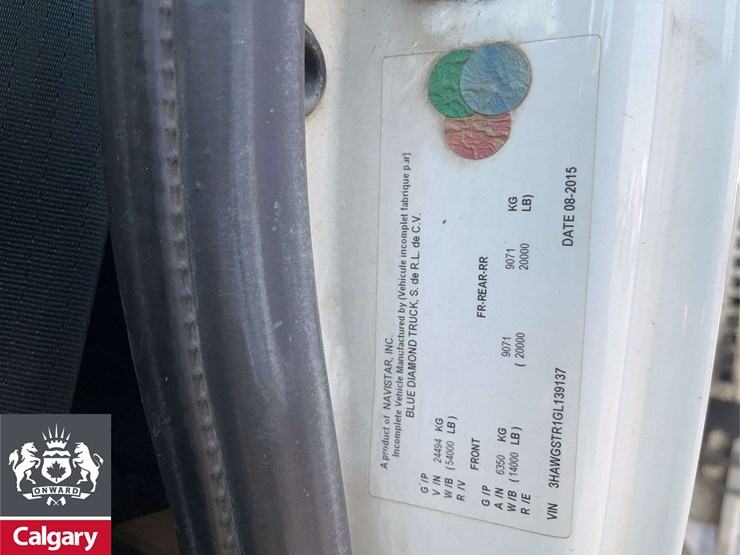 A product of NAVISTAR, INC.
Incomplete Vehicle Manufactured by (Vehicule incomplet fabrique par)
BLUE DIAMOND TRUCK, S. de R.L. de C.V.
G / P
V / N 24494 KG
W / B ( 54000 LB )
R / V FRONT FR-REAR-RR
G / P
A / N 6350 KG 9071 9071 KG
W / B ( 14000 LB ) ( 20000 20000 LB)
R / E
VIN 3HAWGSTR1GL139137 DATE 08-2015
ONWARD
Calgary